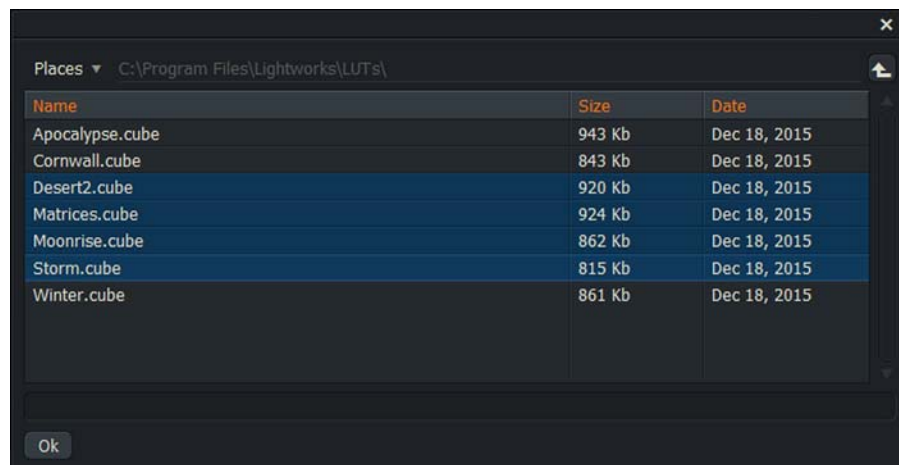 Places C:\Program Files\Lightworks\LUTs\
Name Size Date
Apocalypse.cube 943 Kb Dec 18, 2015
Cornwall.cube 843 Kb Dec 18, 2015
Desert2.cube 920 Kb Dec 18, 2015
Matrices.cube 924 Kb Dec 18, 2015
Moonrise.cube 862 Kb Dec 18, 2015
Storm.cube 815 Kb Dec 18, 2015
Winter.cube 861 Kb Dec 18, 2015
Ok